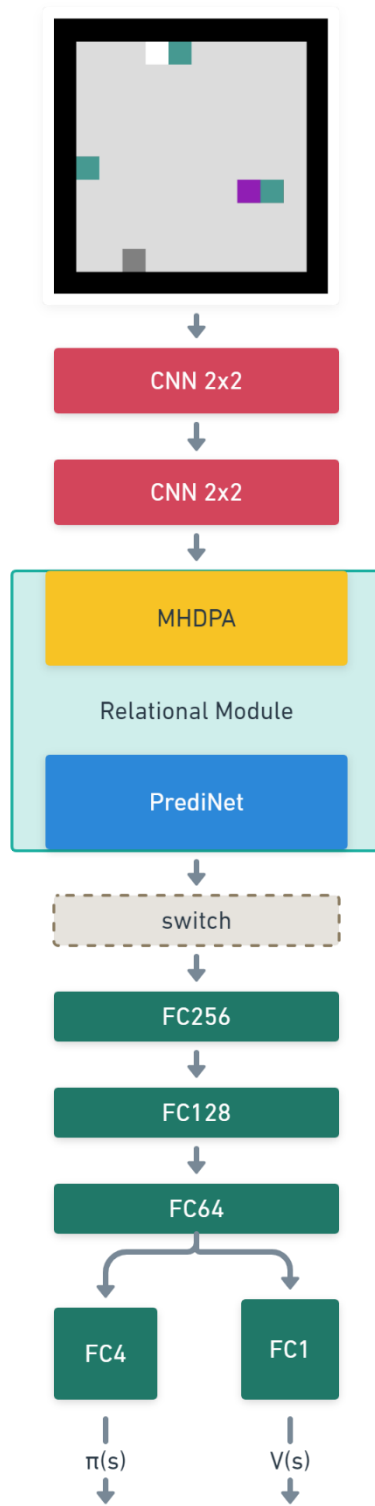 CNN 2x2
CNN 2x2
MHDPA
Relational Module
PrediNet
switch
FC256
FC128
FC64
FC4
FC1
π(s)
V(s)